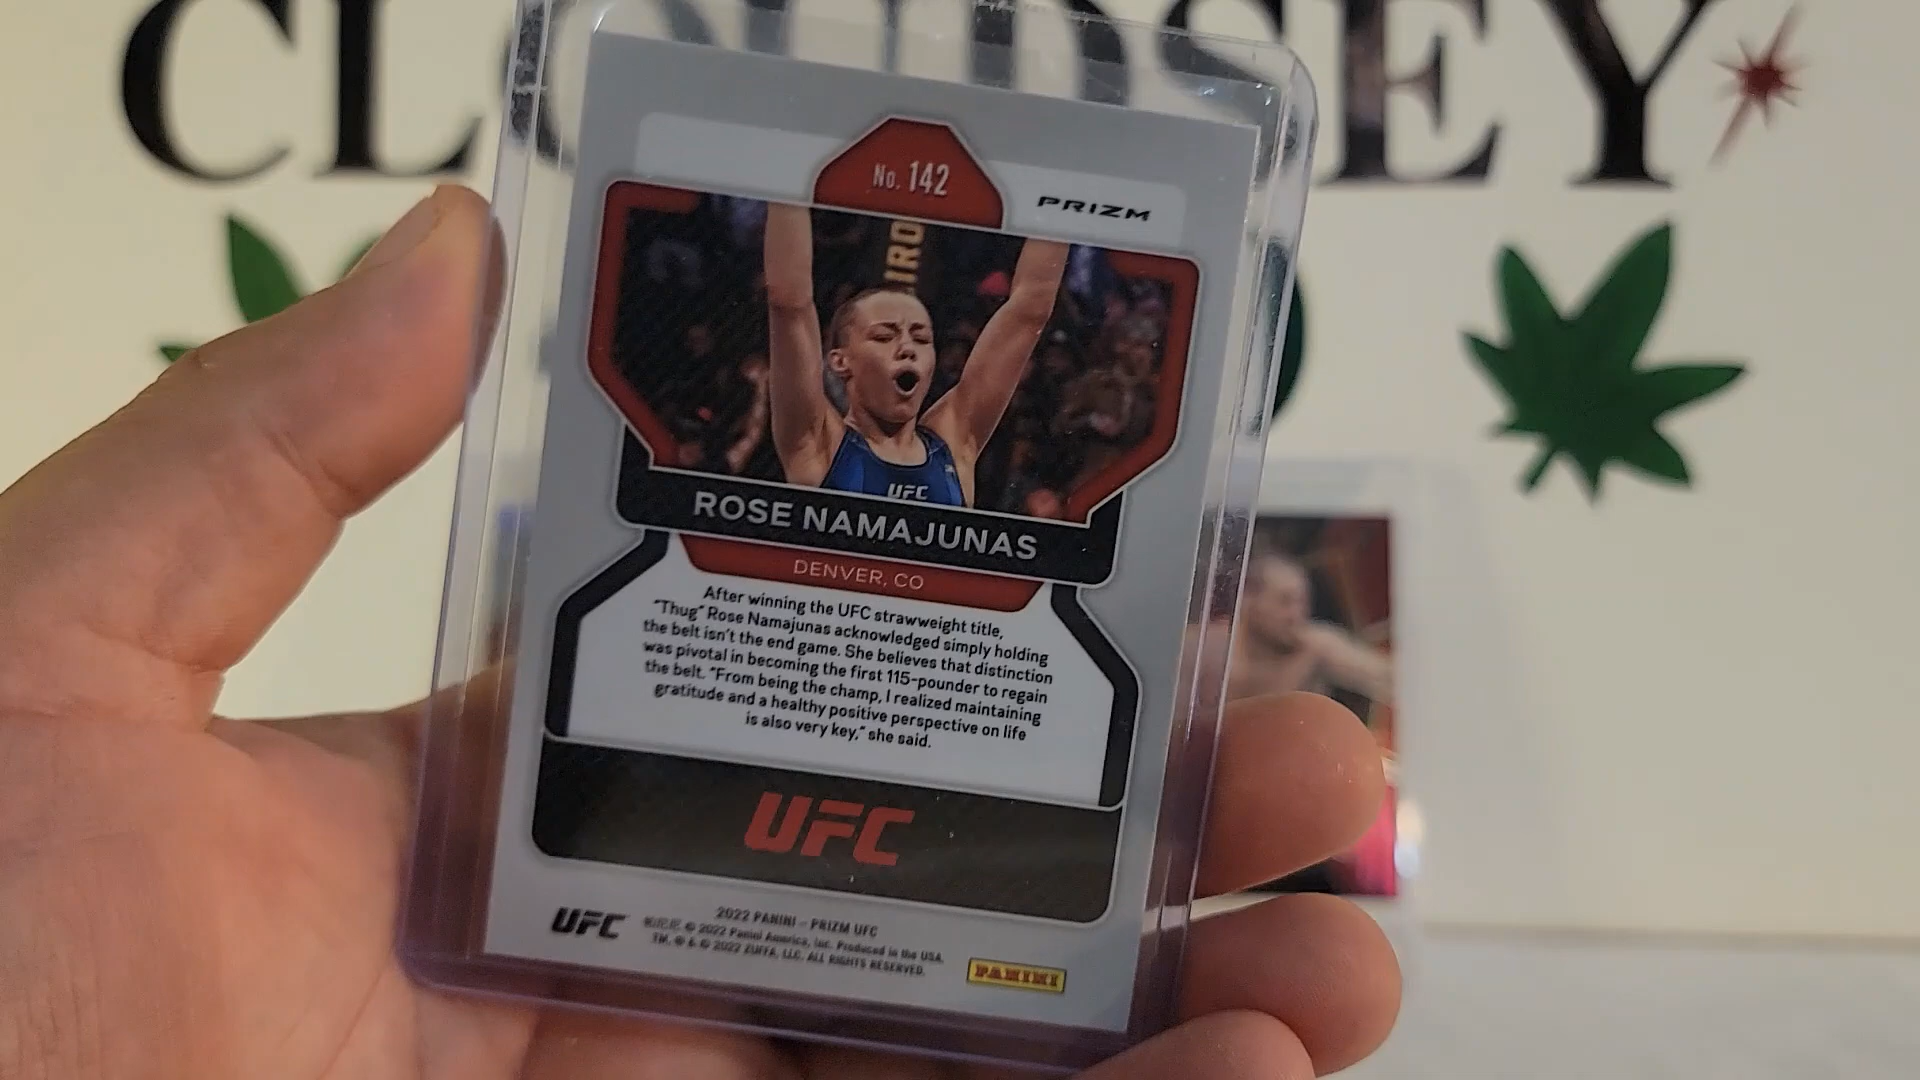 CLOUDSEY
No. 142
PRIZM
IRO
UFC
ROSE NAMAJUNAS
DENVER, CO
After winning the UFC strawweight title,
"Thug" Rose Namajunas acknowledged simply holding
the belt isn't the end game. She believes that distinction
was pivotal in becoming the first 115-pounder to regain
the belt. "From being the champ, I realized maintaining
gratitude and a healthy positive perspective on life
is also very key," she said.
UFC
UFC
2022 PANINI – PRIZM UFC
© 2022 Panini America, Inc. Produced in the USA.
TM, ® & © 2022 ZUFFA, LLC. ALL RIGHTS RESERVED.
PANINI